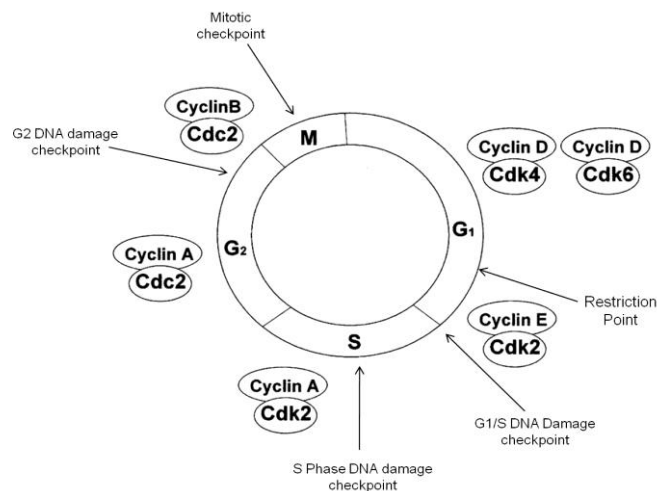 Mitotic
checkpoint
CyclinB
Cdc2
G2 DNA damage
checkpoint
M
Cyclin D
Cdk4
Cyclin D
Cdk6
G1
G2
Cyclin A
Cdc2
Restriction
Point
Cyclin E
Cdk2
S
Cyclin A
Cdk2
G1/S DNA Damage
checkpoint
S Phase DNA damage
checkpoint